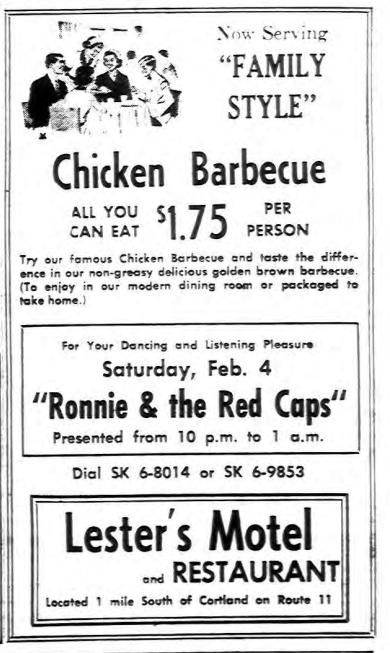 Now Serving
"FAMILY
STYLE"
Chicken Barbecue
ALL YOU CAN EAT $1.75 PER PERSON
Try our famous Chicken Barbecue and taste the differ-
ence in our non-greasy delicious golden brown barbecue.
(To enjoy in our modern dining room or packaged to
take home.)
For Your Dancing and Listening Pleasure
Saturday, Feb. 4
"Ronnie & the Red Caps"
Presented from 10 p.m. to 1 a.m.
Dial SK 6-8014 or SK 6-9853
Lester's Motel
and RESTAURANT
Located 1 mile South of Cortland on Route 11